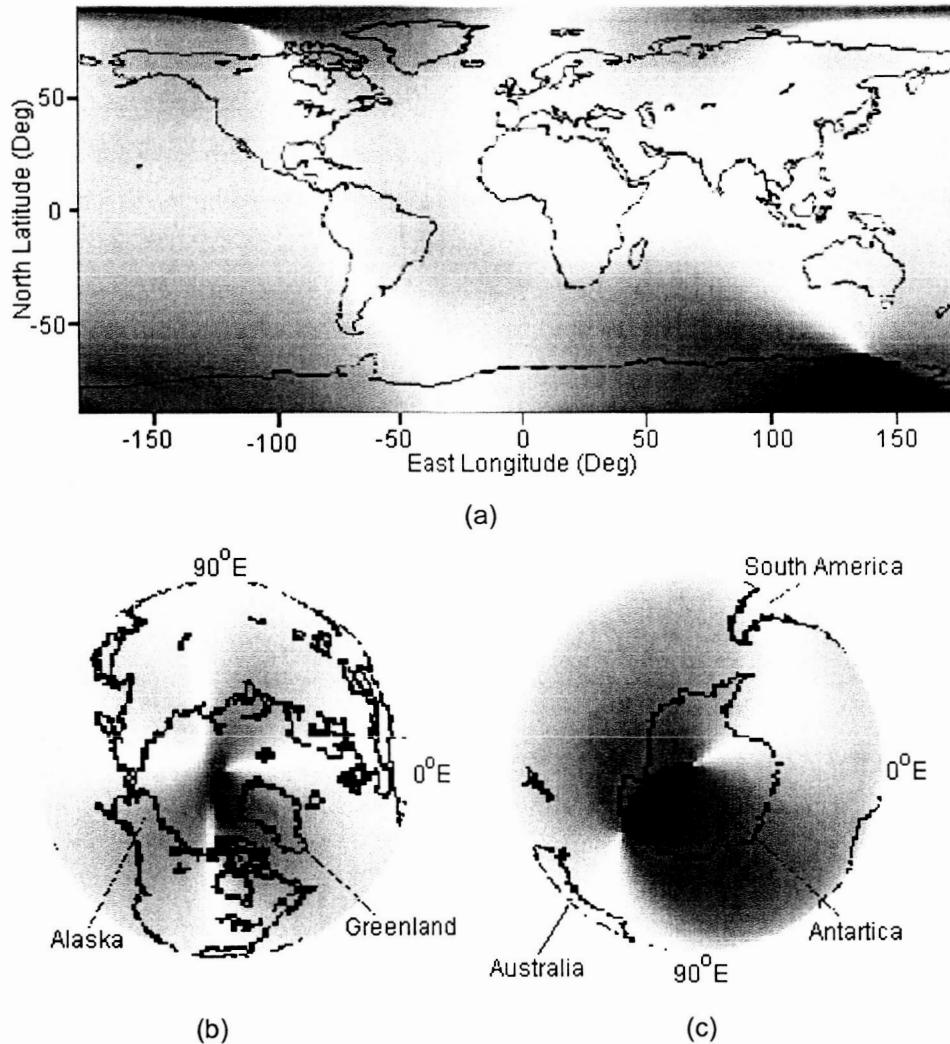 North Latitude (Deg)
50
0
-50
-150
-100
-50
0
50
100
150
East Longitude (Deg)
(a)
90°E
0°E
Alaska
Greenland
(b)
South America
0°E
Antartica
Australia
90°E
(c)